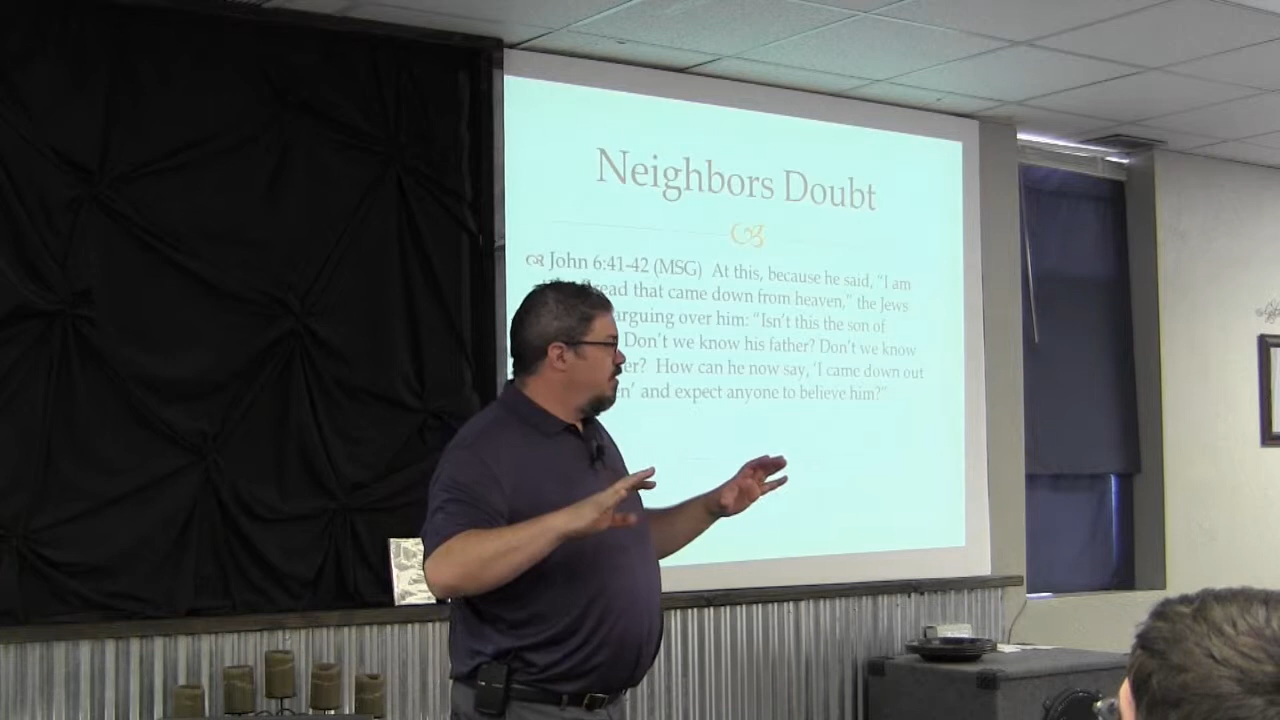 Neighbors Doubt
John 6:41-42 (MSG) At this, because he said, “I am
read that came down from heaven,” the Jews
arguing over him: “Isn’t this the son of
Don’t we know his father? Don’t we know
er? How can he now say, ‘I came down out
en’ and expect anyone to believe him?”